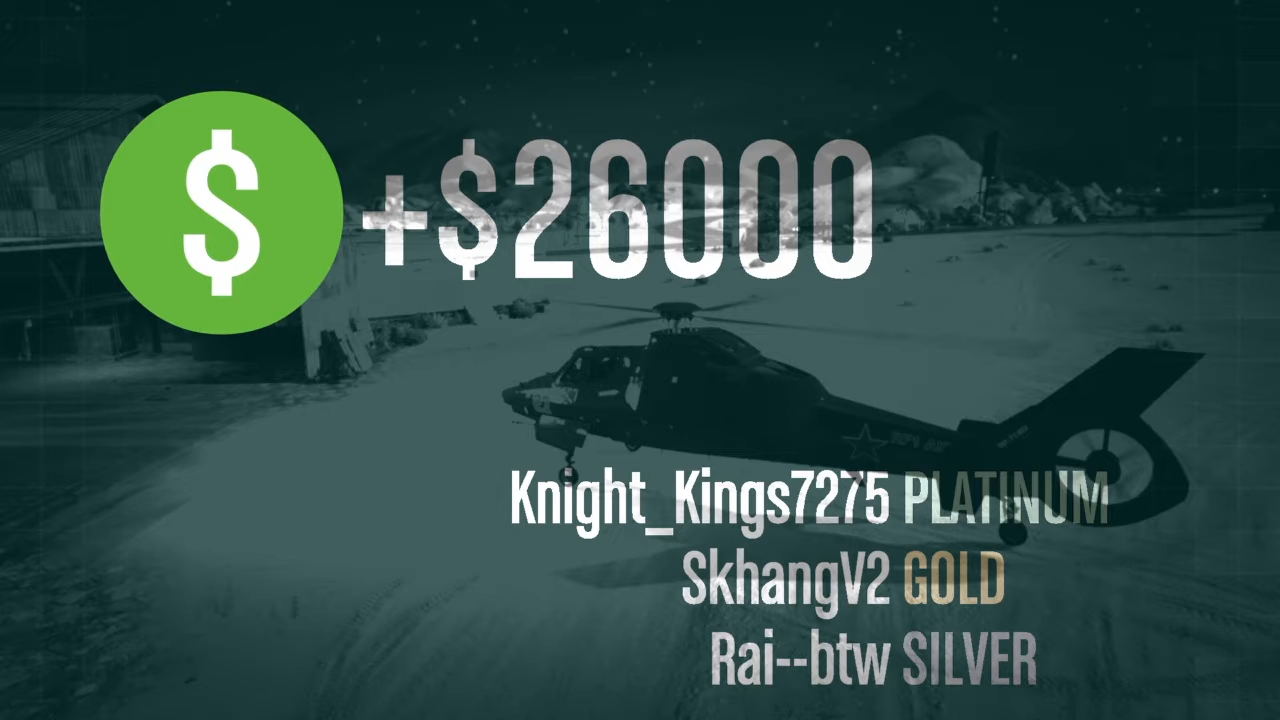 $ +$26000
Knight_Kings7275 PLATINUM
SkhangV2 GOLD
Rai--btw SILVER